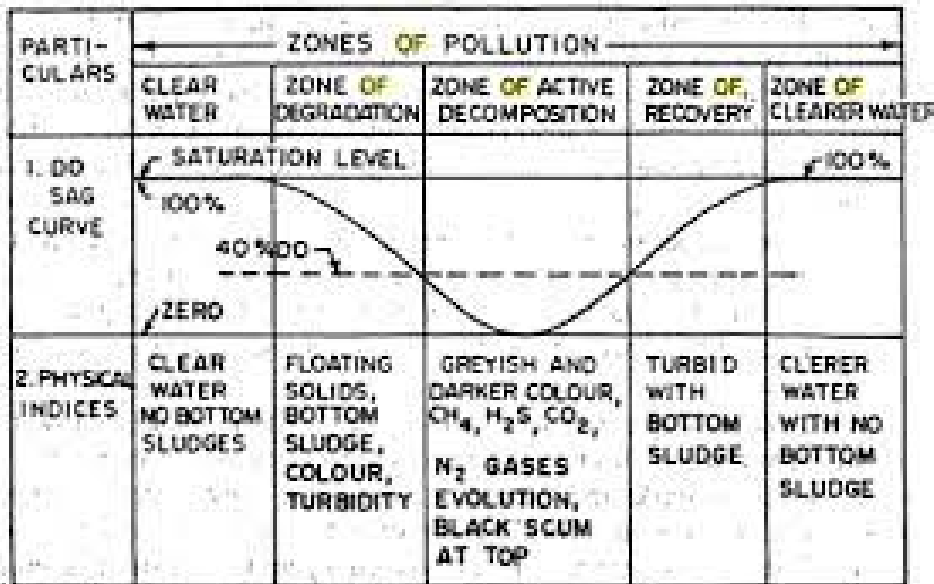 PARTI-
CULARS
ZONES OF POLLUTION
CLEAR
WATER
ZONE OF
DEGRADATION
ZONE OF ACTIVE
DECOMPOSITION
ZONE OF,
RECOVERY
ZONE OF
CLEARER WATER
1. DO
SAG
CURVE
SATURATION LEVEL
100%
100%
40%DO
ZERO
2. PHYSICAL
INDICES
CLEAR
WATER
NO BOTTOM
SLUDGES
FLOATING
SOLIDS,
BOTTOM
SLUDGE,
COLOUR,
TURBIDITY
GREYISH AND
DARKER COLOUR,
CH4, H2S, CO2,
N2 GASES
EVOLUTION,
BLACK SCUM
AT TOP
TURBID
WITH
BOTTOM
SLUDGE
CLERER
WATER
WITH NO
BOTTOM
SLUDGE